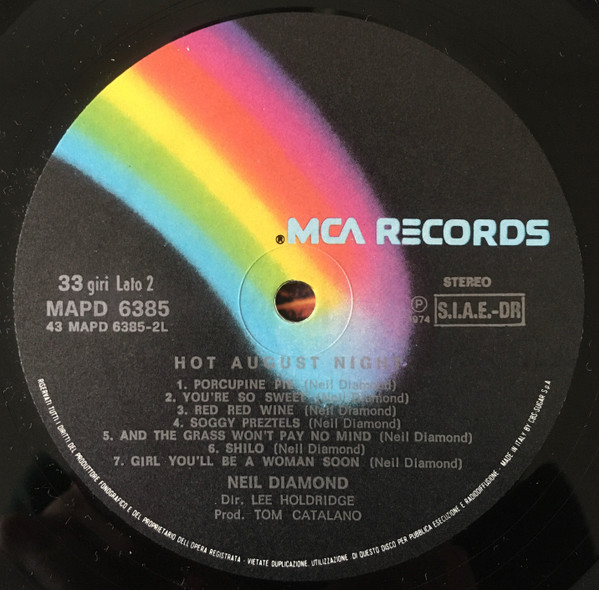 ® MCA RECORDS
33 giri Lato 2
MAPD 6385
43 MAPD 6385-2L
STEREO
℗ 1974
S.I.A.E.-DR
HOT AUGUST NIGHT
1. PORCUPINE PIE (Neil Diamond)
2. YOU'RE SO SWEET (Neil Diamond)
3. RED RED WINE (Neil Diamond)
4. SOGGY PREZTELS (Neil Diamond)
5. AND THE GRASS WON'T PAY NO MIND (Neil Diamond)
6. SHILO (Neil Diamond)
7. GIRL YOU'LL BE A WOMAN SOON (Neil Diamond)
NEIL DIAMOND
Dir. LEE HOLDRIDGE
Prod. TOM CATALANO
RISERVATI TUTTI I DIRITTI DEL PRODUTTORE FONOGRAFICO E DEL PROPRIETARIO DELL'OPERA REGISTRATA - VIETATE DUPLICAZIONE, UTILIZZAZIONE DI QUESTO DISCO PER PUBBLICA ESECUZIONE E RADIODIFFUSIONE. - MADE IN ITALY BY CBS-SUGAR S.p.A